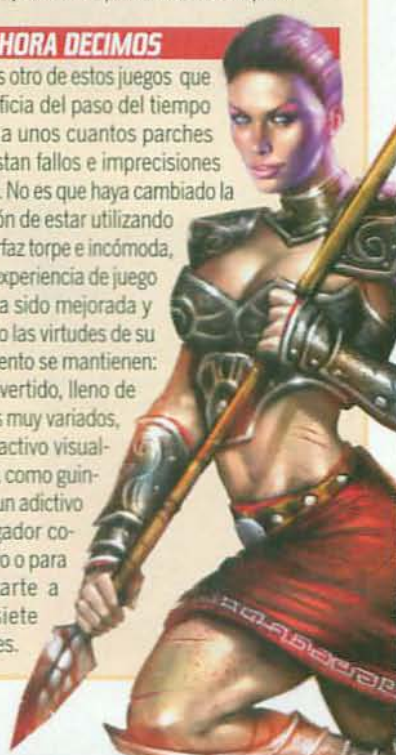 HORA DECIMOS
s otro de estos juegos que
ficia del paso del tiempo
a unos cuantos parches
stan fallos e imprecisiones
. No es que haya cambiado la
ón de estar utilizando
rfaz torpe e incómoda,
xperiencia de juego
a sido mejorada y
o las virtudes de su
ento se mantienen:
vertido, lleno de
s muy variados,
activo visual-
, como guin-
un adictivo
gador co-
o o para
arte a
siete
es.